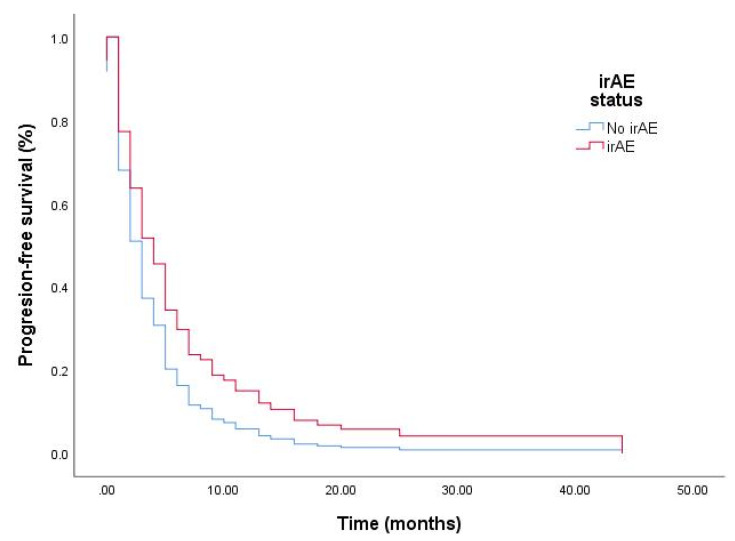 Progresion-free survival (%)
1.0
0.8
0.6
0.4
0.2
0.0
irAE
status
No irAE
irAE
.00 10.00 20.00 30.00 40.00 50.00
Time (months)